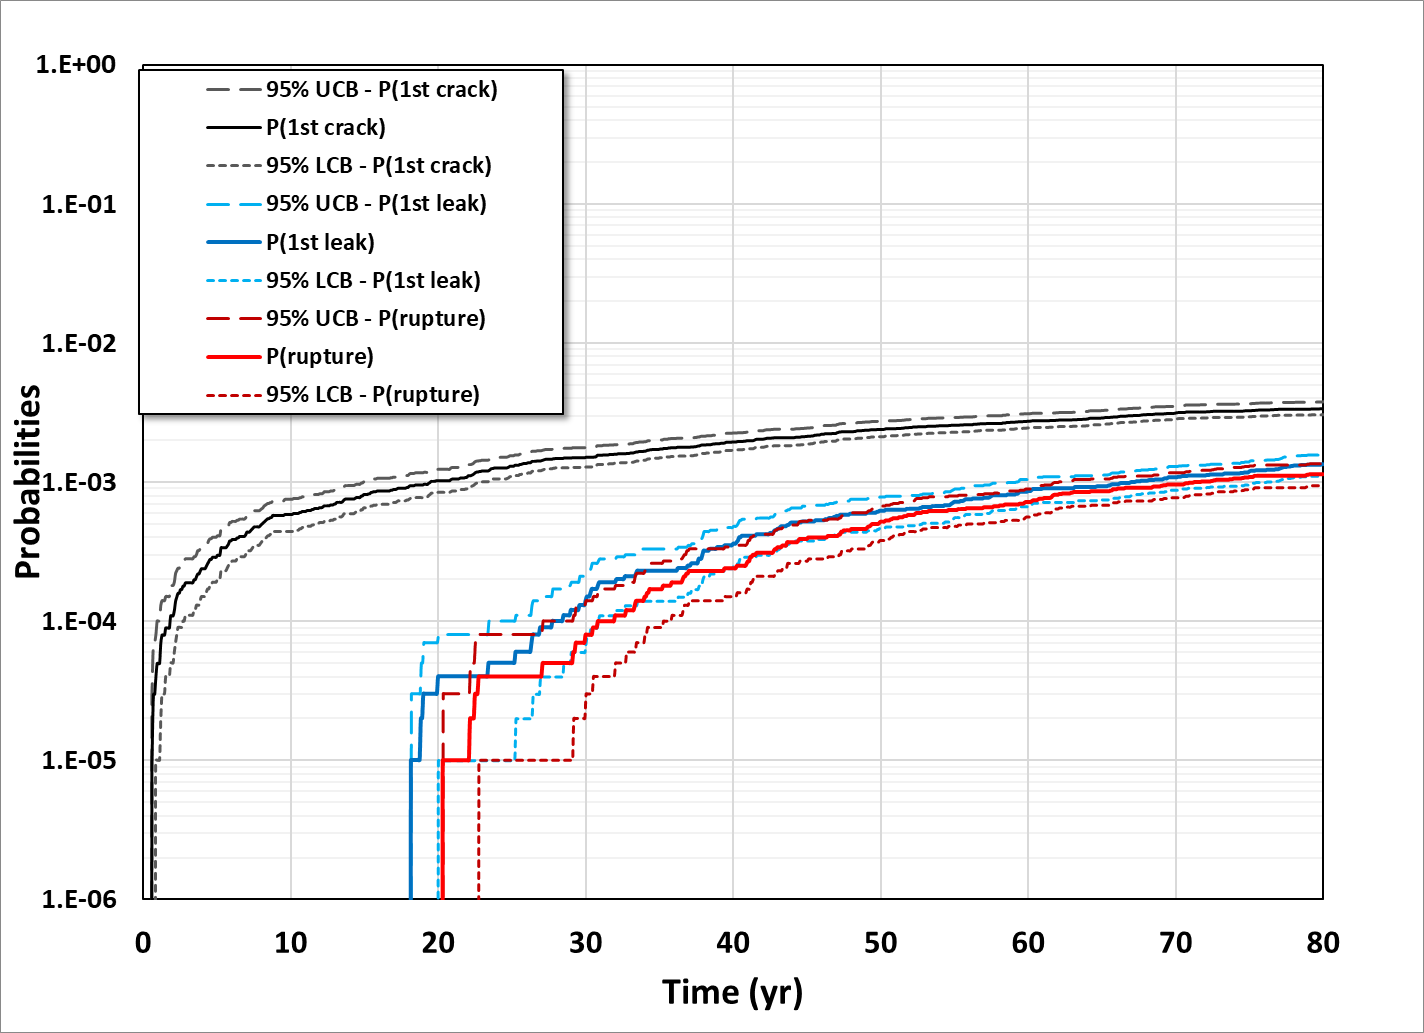 1.E+00
95% UCB - P(1st crack)
P(1st crack)
95% LCB - P(1st crack)
95% UCB - P(1st leak)
P(1st leak)
95% LCB - P(1st leak)
95% UCB - P(rupture)
P(rupture)
95% LCB - P(rupture)
1.E-01
1.E-02
1.E-03
1.E-04
1.E-05
1.E-06
Probabilities
0 10 20 30 40 50 60 70 80
Time (yr)